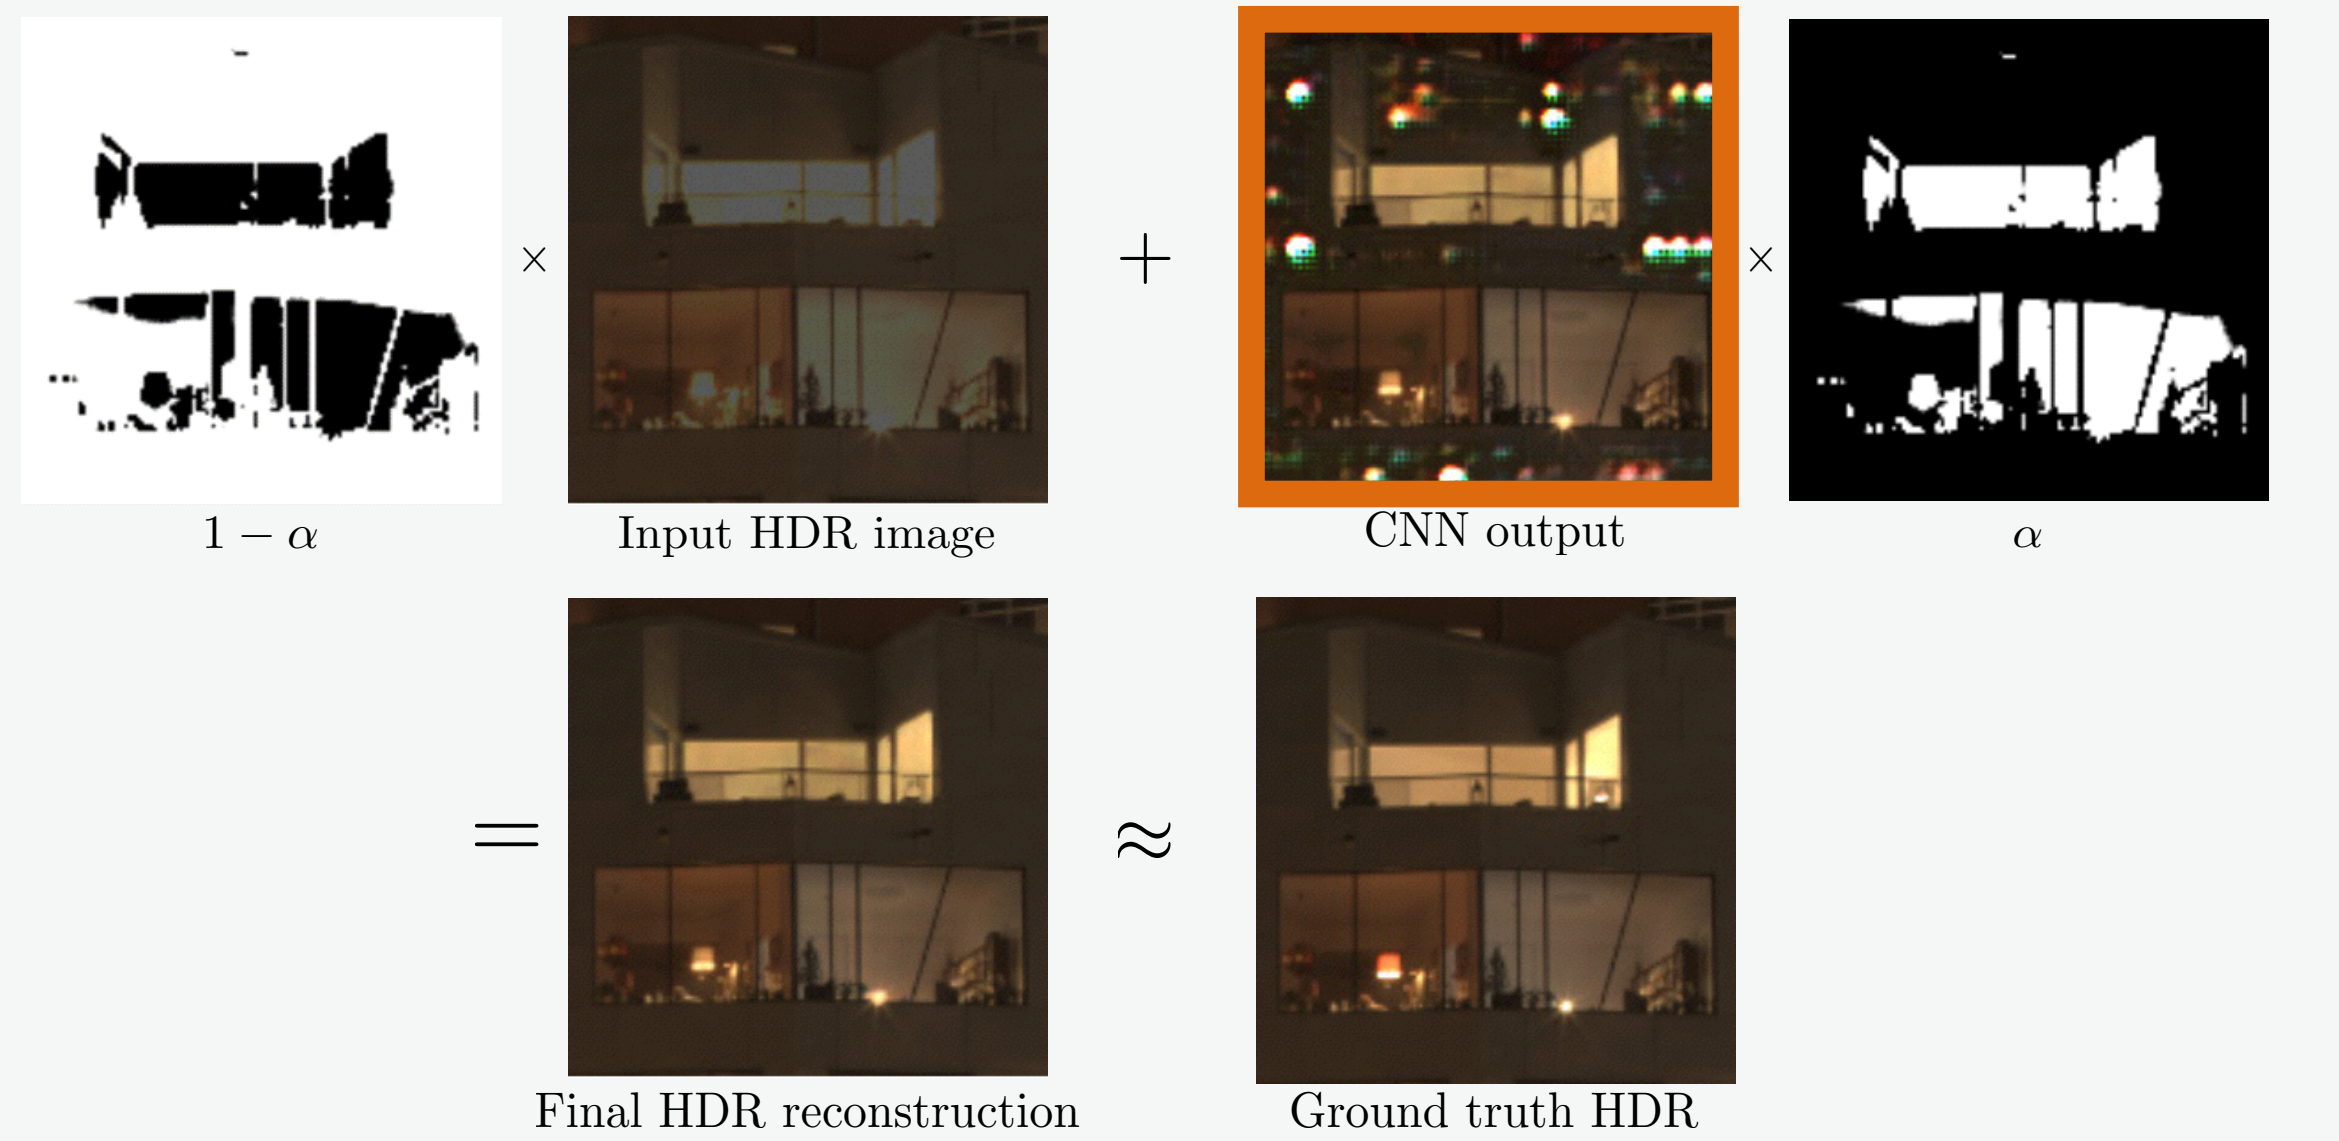 × + ×
1 − α
Input HDR image
CNN output
α
= ≈
Final HDR reconstruction
Ground truth HDR